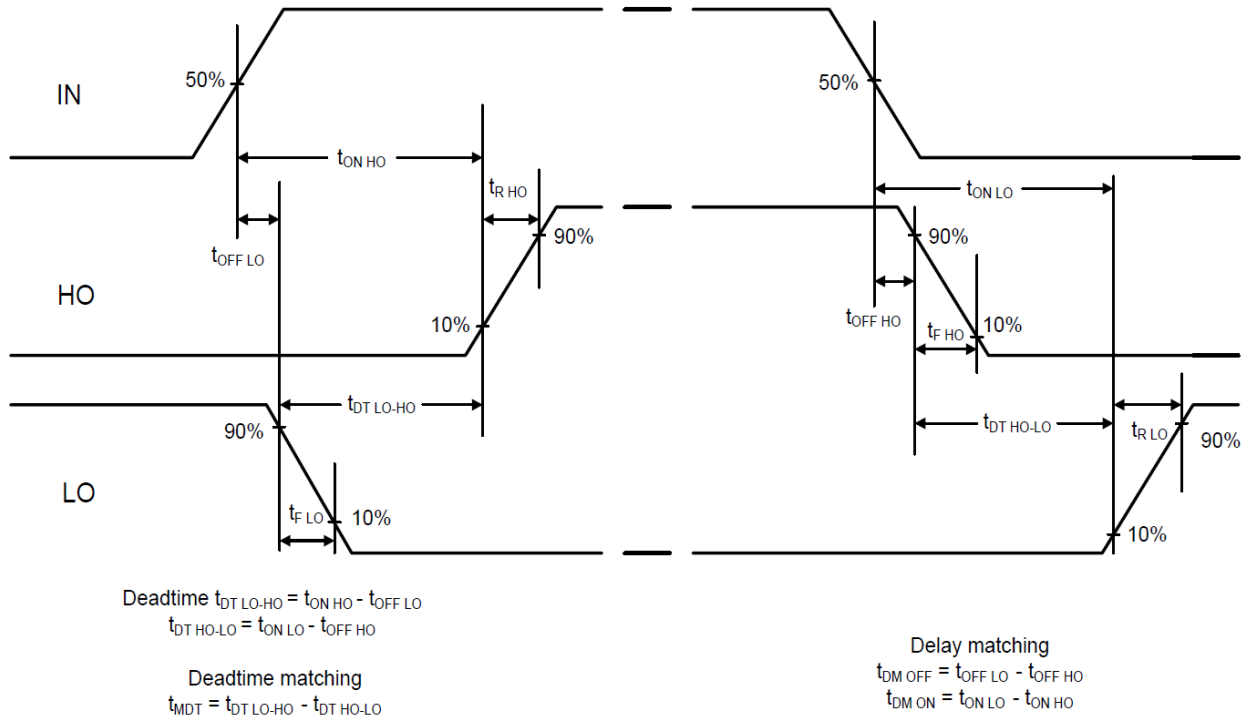 50%
50%
IN
tON HO
tR HO
tON LO
90%
90%
tOFF LO
HO
10%
tOFF HO
tF HO
10%
tDT LO-HO
tDT HO-LO
tR LO
90%
90%
LO
tF LO
10%
10%
Deadtime tDT LO-HO = tON HO - tOFF LO
tDT HO-LO = tON LO - tOFF HO
Deadtime matching
tMDT = tDT LO-HO - tDT HO-LO
Delay matching
tDM OFF = tOFF LO - tOFF HO
tDM ON = tON LO - tON HO